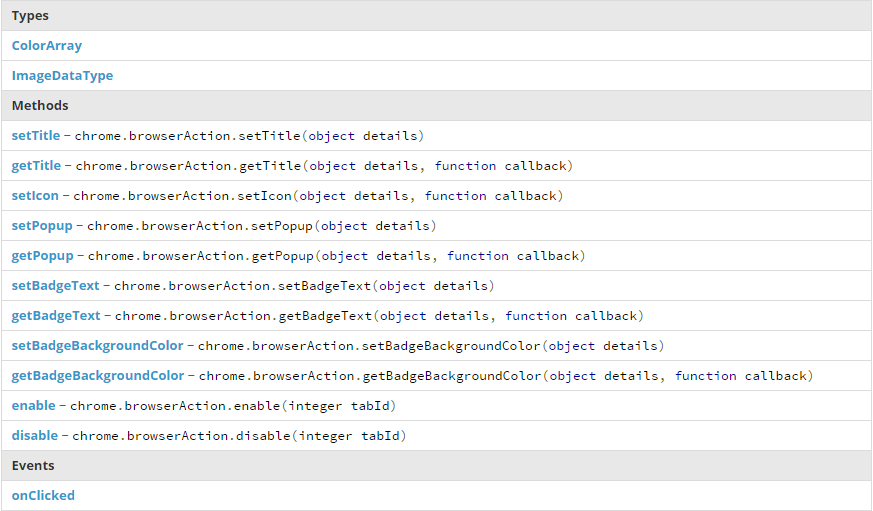 Types
ColorArray
ImageDataType
Methods
setTitle – chrome.browserAction.setTitle(object details)
getTitle – chrome.browserAction.getTitle(object details, function callback)
setIcon – chrome.browserAction.setIcon(object details, function callback)
setPopup – chrome.browserAction.setPopup(object details)
getPopup – chrome.browserAction.getPopup(object details, function callback)
setBadgeText – chrome.browserAction.setBadgeText(object details)
getBadgeText – chrome.browserAction.getBadgeText(object details, function callback)
setBadgeBackgroundColor – chrome.browserAction.setBadgeBackgroundColor(object details)
getBadgeBackgroundColor – chrome.browserAction.getBadgeBackgroundColor(object details, function callback)
enable – chrome.browserAction.enable(integer tabId)
disable – chrome.browserAction.disable(integer tabId)
Events
onClicked